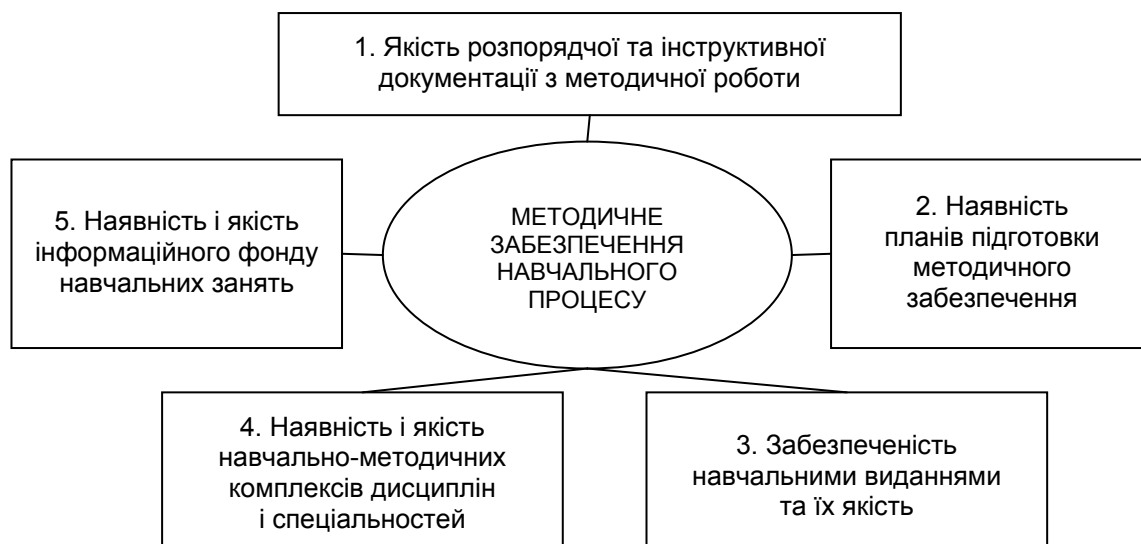 1. Якість розпорядчої та інструктивної
документації з методичної роботи
5. Наявність і якість
інформаційного фонду
навчальних занять
МЕТОДИЧНЕ
ЗАБЕЗПЕЧЕННЯ
НАВЧАЛЬНОГО
ПРОЦЕСУ
2. Наявність
планів підготовки
методичного
забезпечення
4. Наявність і якість
навчально-методичних
комплексів дисциплін
і спеціальностей
3. Забезпеченість
навчальними виданнями
та їх якість